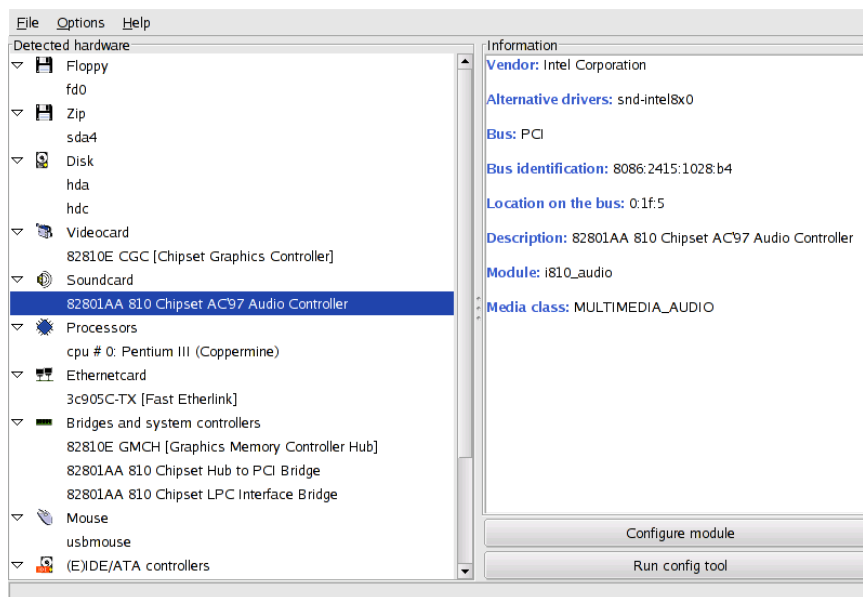 File Options Help
Detected hardware
Floppy
fd0
Zip
sda4
Disk
hda
hdc
Videocard
82810E CGC [Chipset Graphics Controller]
Soundcard
82801AA 810 Chipset AC'97 Audio Controller
Processors
cpu # 0: Pentium III (Coppermine)
Ethernetcard
3c905C-TX [Fast Etherlink]
Bridges and system controllers
82810E GMCH [Graphics Memory Controller Hub]
82801AA 810 Chipset Hub to PCI Bridge
82801AA 810 Chipset LPC Interface Bridge
Mouse
usbmouse
(E)IDE/ATA controllers
Information
Vendor: Intel Corporation
Alternative drivers: snd-intel8x0
Bus: PCI
Bus identification: 8086:2415:1028:b4
Location on the bus: 0:1f:5
Description: 82801AA 810 Chipset AC'97 Audio Controller
Module: i810_audio
Media class: MULTIMEDIA_AUDIO
Configure module
Run config tool